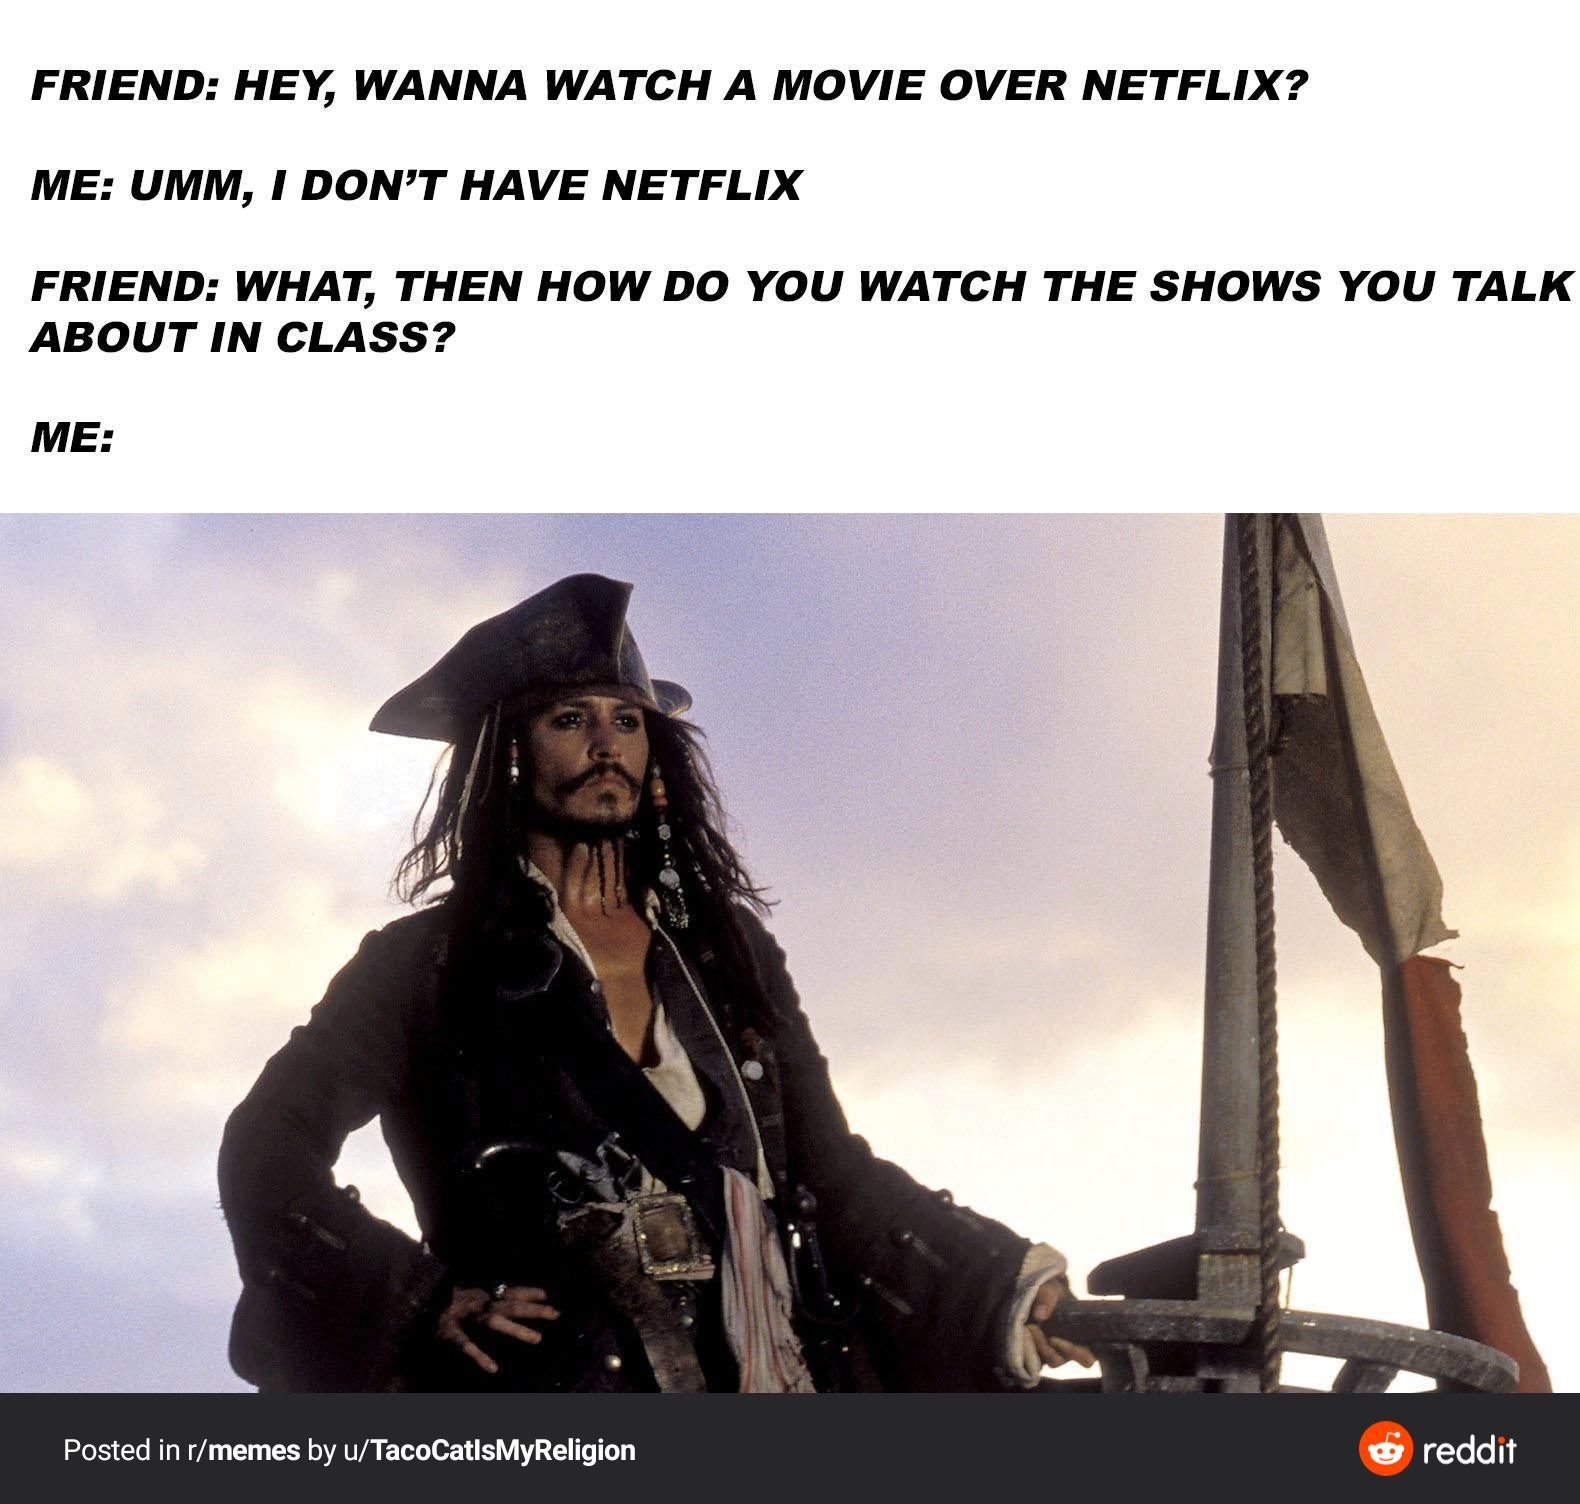 FRIEND: HEY, WANNA WATCH A MOVIE OVER NETFLIX?
ME: UMM, I DON’T HAVE NETFLIX
FRIEND: WHAT, THEN HOW DO YOU WATCH THE SHOWS YOU TALK
ABOUT IN CLASS?
ME:
Posted in r/memes by u/TacoCatIsMyReligion
reddit